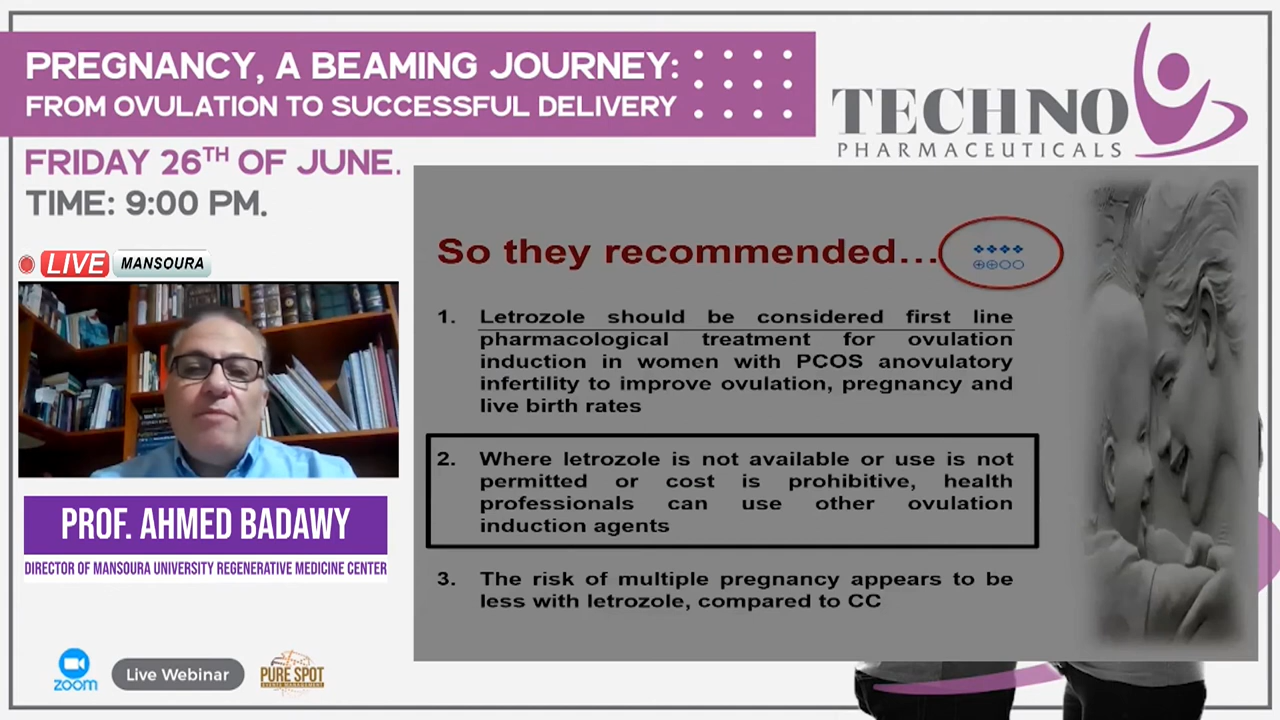 PREGNANCY, A BEAMING JOURNEY:
FROM OVULATION TO SUCCESSFUL DELIVERY
TECHNO
PHARMACEUTICALS
FRIDAY 26TH OF JUNE.
TIME: 9:00 PM.
LIVE MANSOURA
So they recommended...
1. Letrozole should be considered first line
pharmacological treatment for ovulation
induction in women with PCOS anovulatory
infertility to improve ovulation, pregnancy and
live birth rates
2. Where letrozole is not available or use is not
permitted or cost is prohibitive, health
professionals can use other ovulation
induction agents
3. The risk of multiple pregnancy appears to be
less with letrozole, compared to CC
PROF. AHMED BADAWY
DIRECTOR OF MANSOURA UNIVERSITY REGENERATIVE MEDICINE CENTER
zoom
Live Webinar
PURE SPOT
EVENTS MANAGEMENT